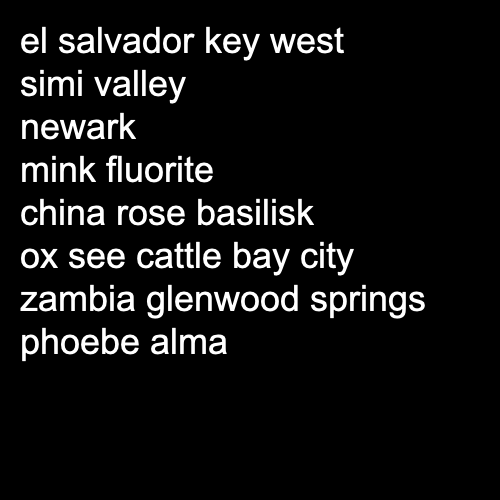 el salvador key west
simi valley
newark
mink fluorite
china rose basilisk
ox see cattle bay city
zambia glenwood springs
phoebe alma